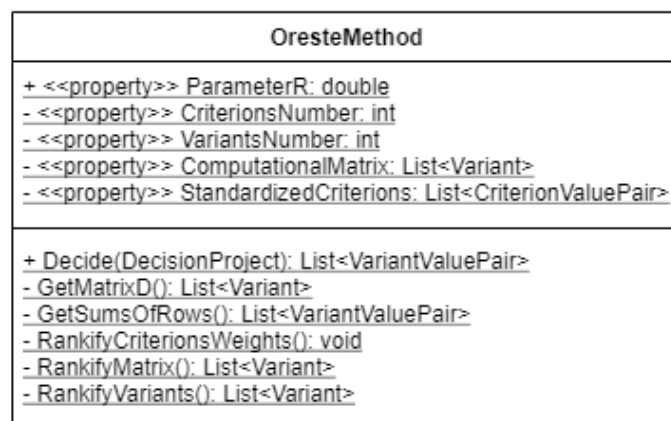 OresteMethod
+ <<property>> ParameterR: double
- <<property>> CriterionsNumber: int
- <<property>> VariantsNumber: int
- <<property>> ComputationalMatrix: List<Variant>
- <<property>> StandardizedCriterions: List<CriterionValuePair>
+ Decide(DecisionProject): List<VariantValuePair>
- GetMatrixD(): List<Variant>
- GetSumsOfRows(): List<VariantValuePair>
- RankifyCriterionsWeights(): void
- RankifyMatrix(): List<Variant>
- RankifyVariants(): List<Variant>